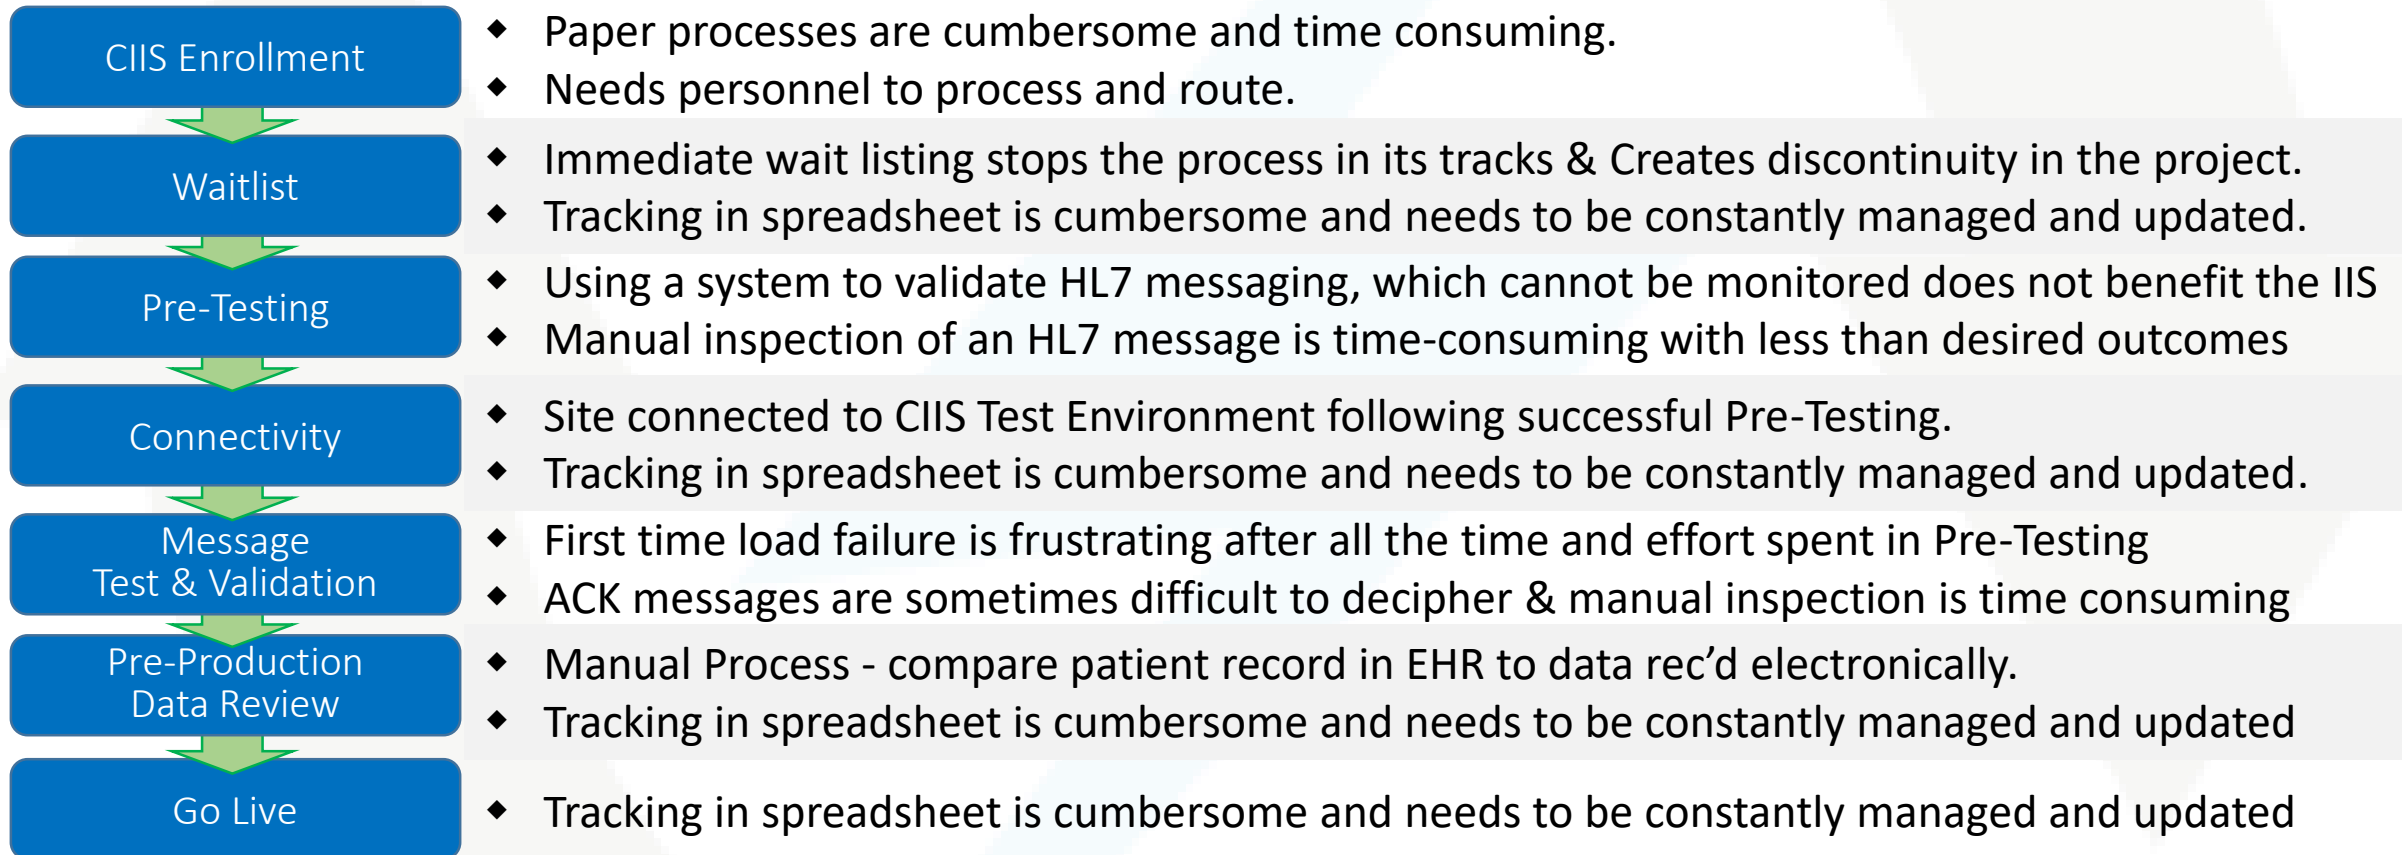 CIIS Enrollment
Paper processes are cumbersome and time consuming.
Needs personnel to process and route.
Waitlist
Immediate wait listing stops the process in its tracks & Creates discontinuity in the project.
Tracking in spreadsheet is cumbersome and needs to be constantly managed and updated.
Pre-Testing
Using a system to validate HL7 messaging, which cannot be monitored does not benefit the IIS
Manual inspection of an HL7 message is time-consuming with less than desired outcomes
Connectivity
Site connected to CIIS Test Environment following successful Pre-Testing.
Tracking in spreadsheet is cumbersome and needs to be constantly managed and updated.
Message
Test & Validation
First time load failure is frustrating after all the time and effort spent in Pre-Testing
ACK messages are sometimes difficult to decipher & manual inspection is time consuming
Pre-Production
Data Review
Manual Process - compare patient record in EHR to data rec’d electronically.
Tracking in spreadsheet is cumbersome and needs to be constantly managed and updated
Go Live
Tracking in spreadsheet is cumbersome and needs to be constantly managed and updated